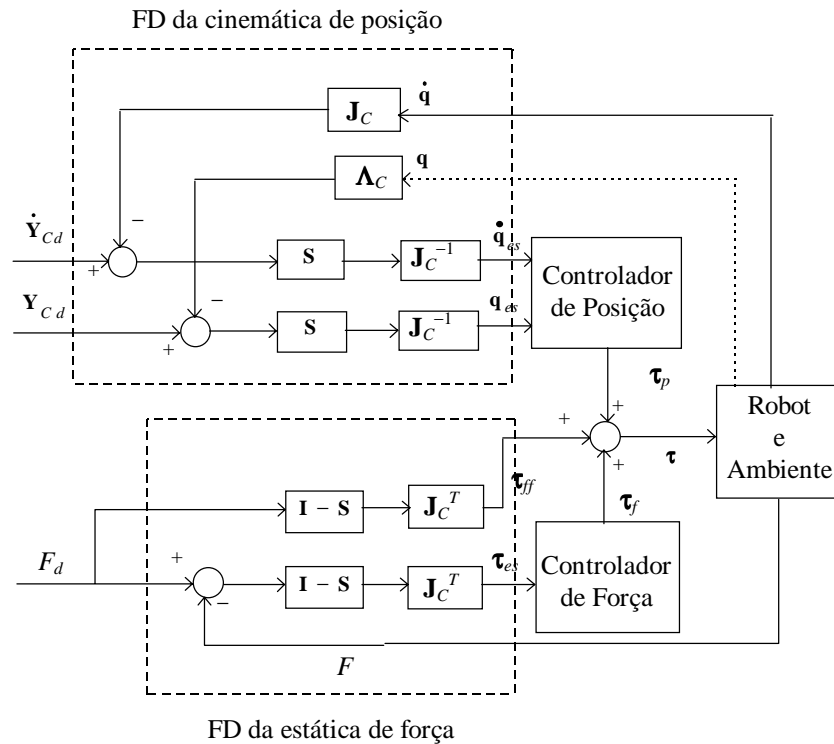 FD da cinemática de posição
J_C
q̇
Λ_C
q
−
Ẏ_Cd
+
S
J_C^−1
q̇_es
Controlador
de Posição
Y_Cd
−
+
S
J_C^−1
q_es
τ_p
+
+
+
τ
Robot
e
Ambiente
I − S
J_C^T
τ_ff
τ_f
F_d
+
−
I − S
J_C^T
τ_es
Controlador
de Força
F
FD da estática de força